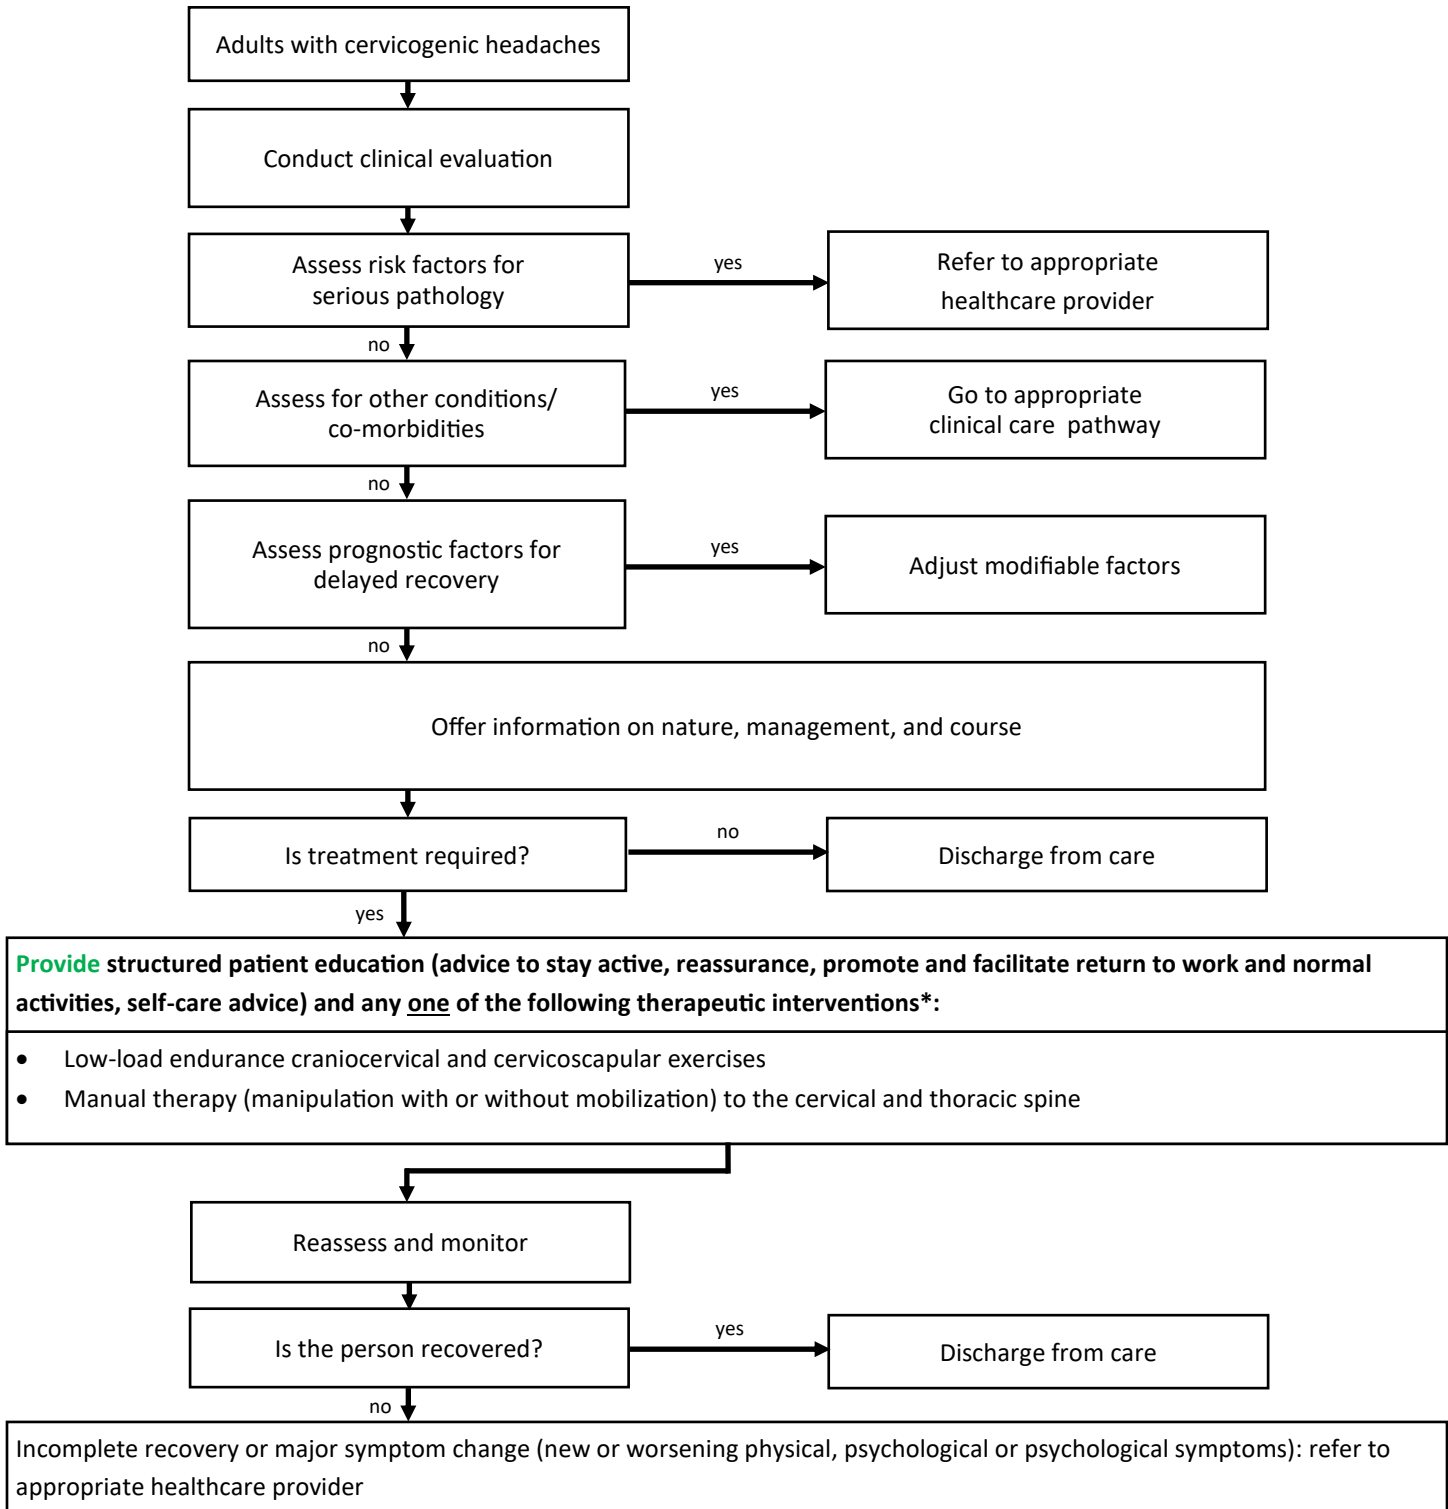 Adults with cervicogenic headaches
Conduct clinical evaluation
Assess risk factors for
serious pathology
yes
Refer to appropriate
healthcare provider
no
Assess for other conditions/
co-morbidities
yes
Go to appropriate
clinical care pathway
no
Assess prognostic factors for
delayed recovery
yes
Adjust modifiable factors
no
Offer information on nature, management, and course
Is treatment required?
no
Discharge from care
yes
Provide structured patient education (advice to stay active, reassurance, promote and facilitate return to work and normal
activities, self-care advice) and any one of the following therapeutic interventions*:
• Low-load endurance craniocervical and cervicoscapular exercises
• Manual therapy (manipulation with or without mobilization) to the cervical and thoracic spine
Reassess and monitor
Is the person recovered?
yes
Discharge from care
no
Incomplete recovery or major symptom change (new or worsening physical, psychological or psychological symptoms): refer to
appropriate healthcare provider